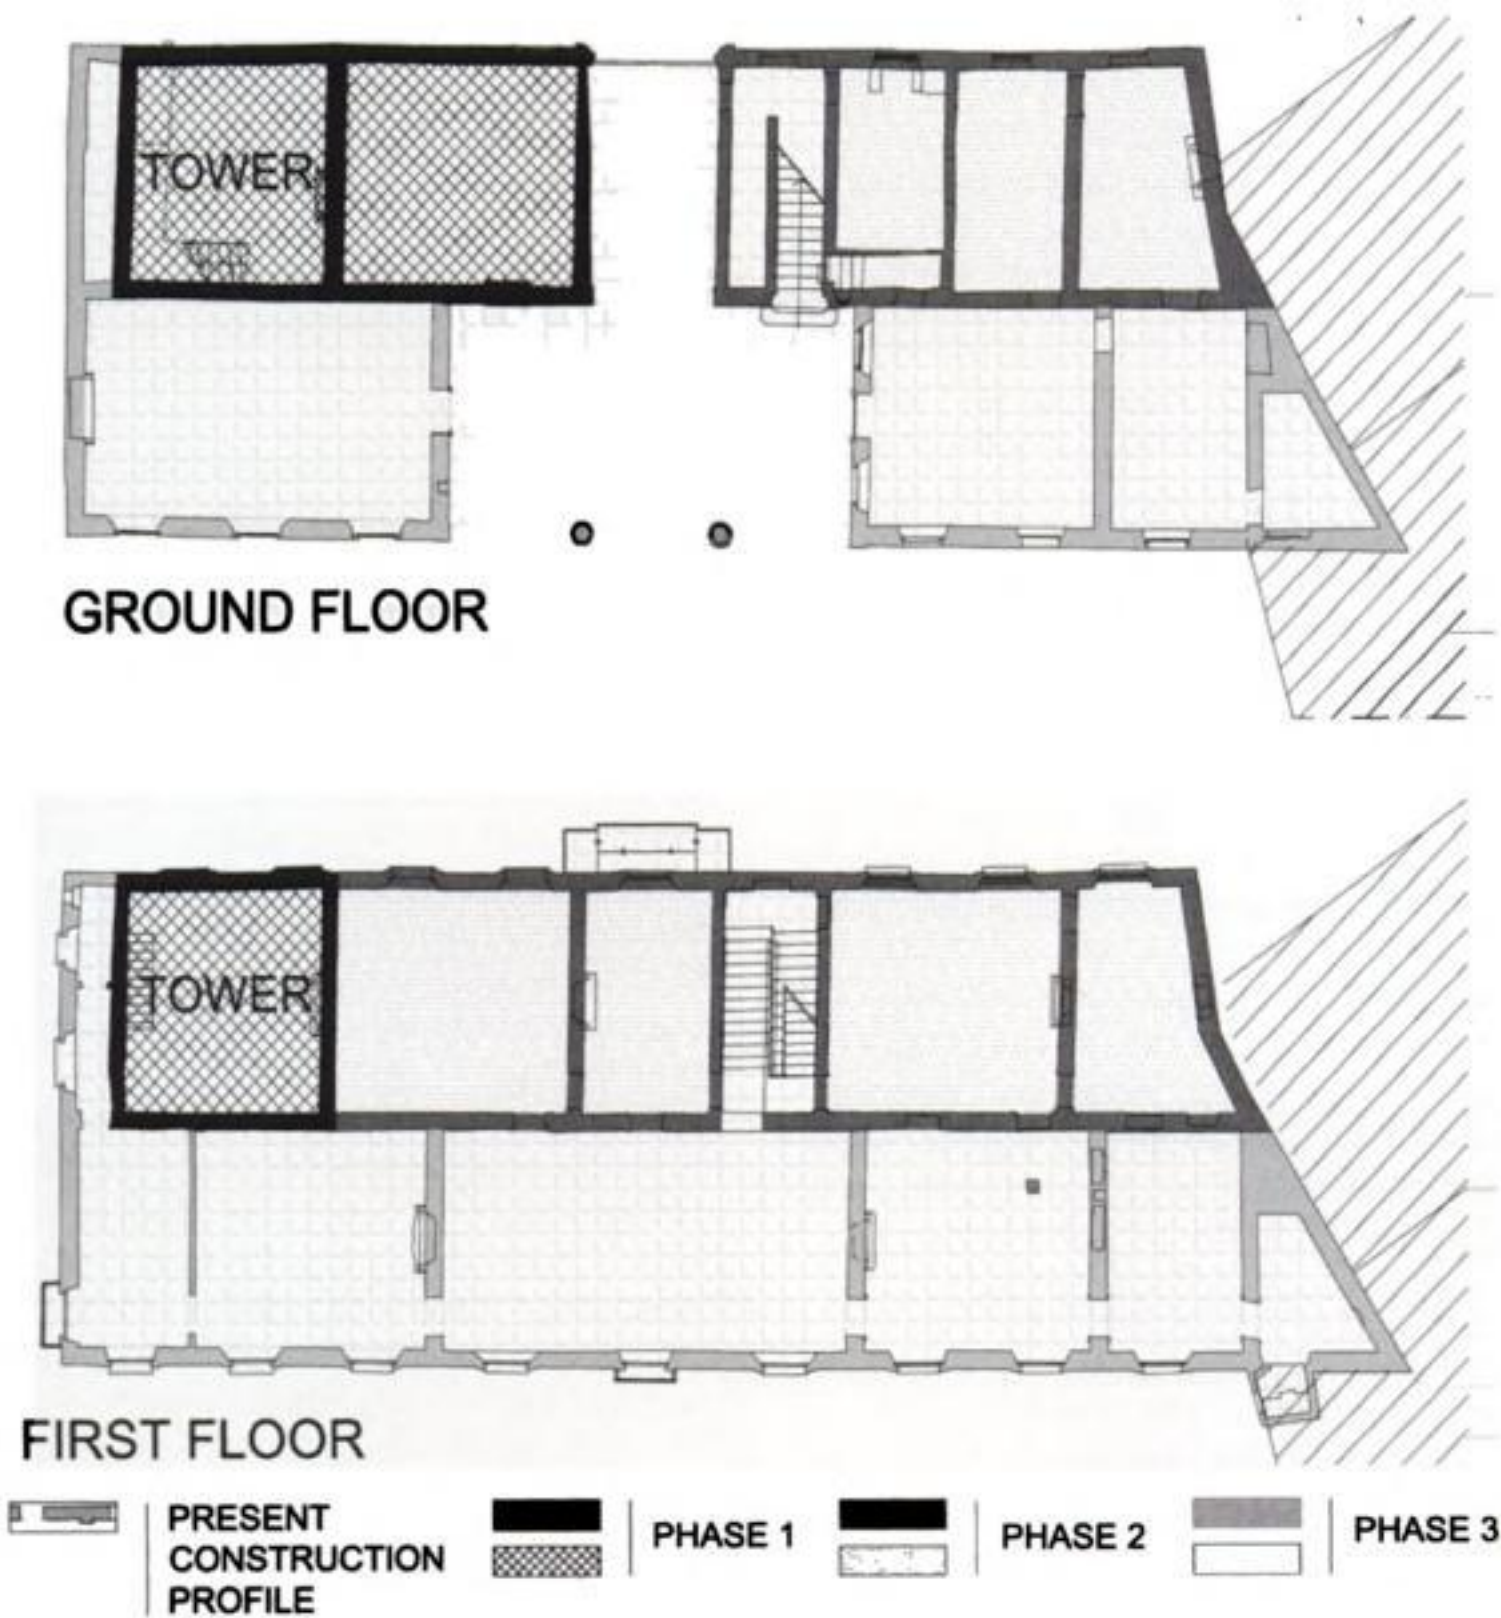 TOWER
GROUND FLOOR
TOWER
FIRST FLOOR
PRESENT
CONSTRUCTION
PROFILE
PHASE 1
PHASE 2
PHASE 3